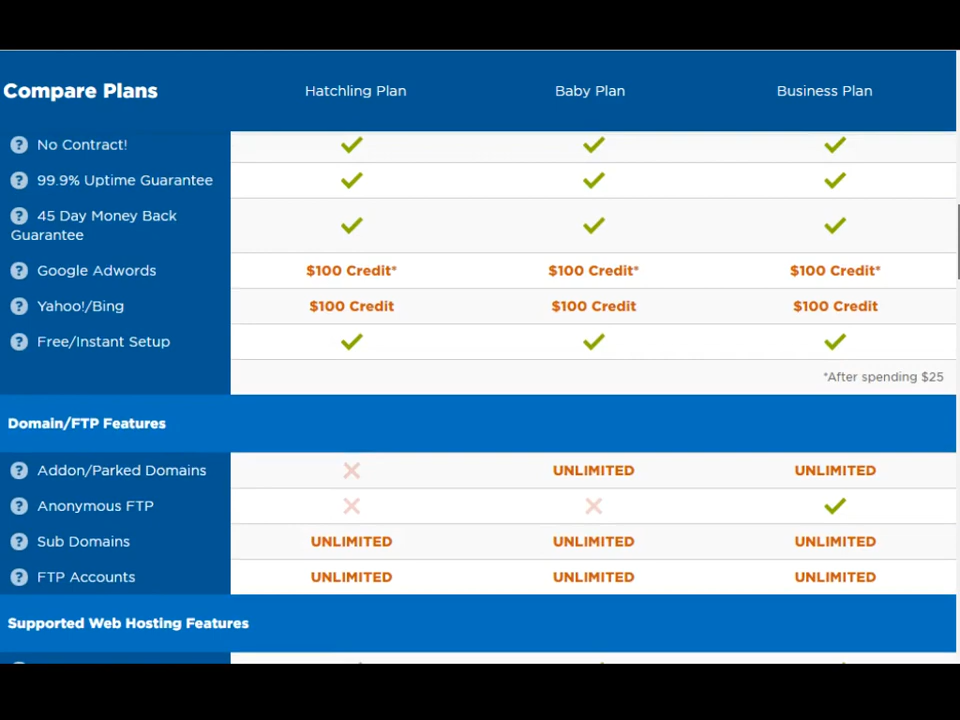 Compare Plans Hatchling Plan Baby Plan Business Plan
? No Contract!
? 99.9% Uptime Guarantee
? 45 Day Money Back
Guarantee
? Google Adwords $100 Credit* $100 Credit* $100 Credit*
? Yahoo!/Bing $100 Credit $100 Credit $100 Credit
? Free/Instant Setup
*After spending $25
Domain/FTP Features
? Addon/Parked Domains UNLIMITED UNLIMITED
? Anonymous FTP
? Sub Domains UNLIMITED UNLIMITED UNLIMITED
? FTP Accounts UNLIMITED UNLIMITED UNLIMITED
Supported Web Hosting Features